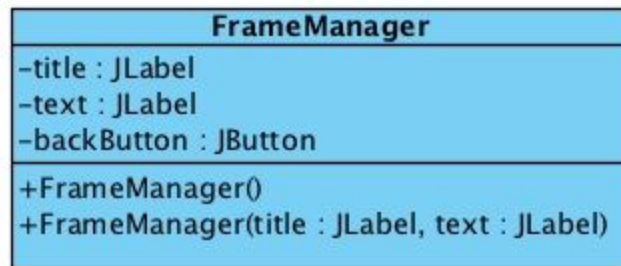 FrameManager
-title : JLabel
-text : JLabel
-backButton : JButton
+FrameManager()
+FrameManager(title : JLabel, text : JLabel)